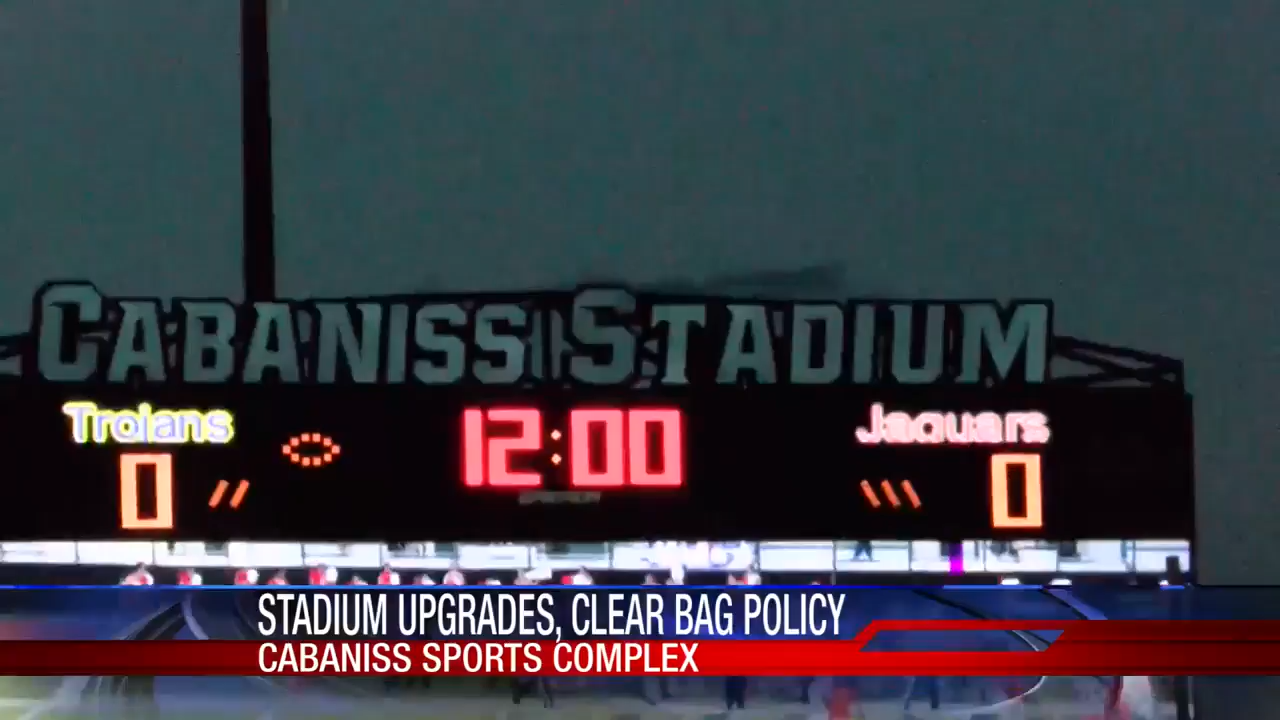 CABANISS STADIUM
Trojans 12:00 Jaguars
0 0
STADIUM UPGRADES, CLEAR BAG POLICY
CABANISS SPORTS COMPLEX